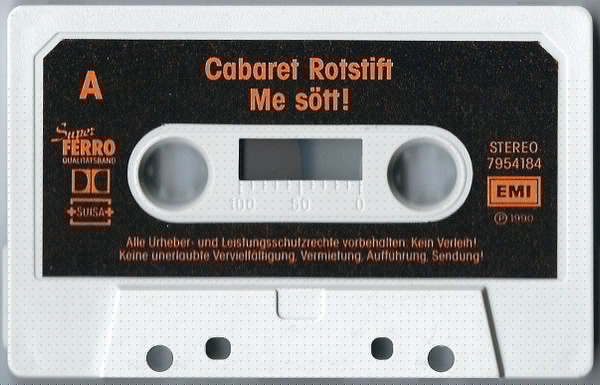 A
Cabaret Rotstift
Me sött!
Super
FERRO
QUALITÄTSBAND
STEREO
7954184
SUISA
EMI
100 50 0
℗ 1990
Alle Urheber- und Leistungsschutzrechte vorbehalten. Kein Verleih!
Keine unerlaubte Vervielfältigung, Vermietung, Aufführung, Sendung!